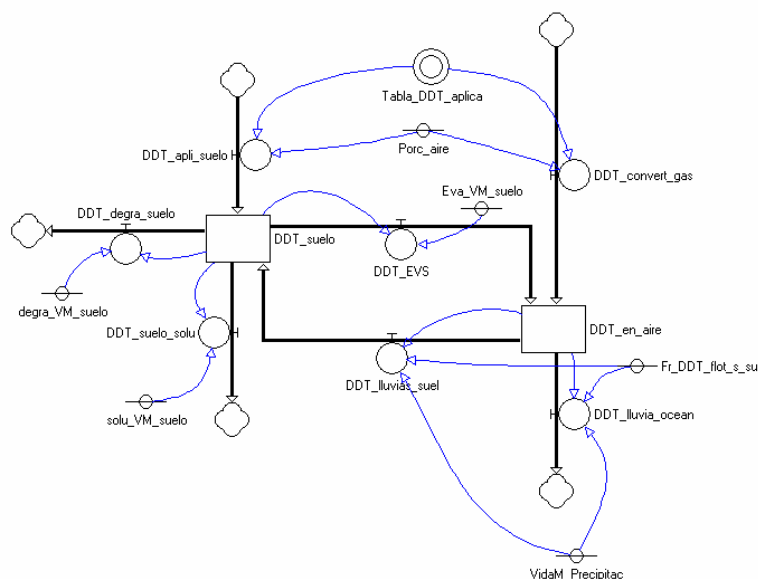 Tabla_DDT_aplica
Porc_aire
DDT_apli_suelo
DDT_convert_gas
Eva_VM_suelo
DDT_degra_suelo
DDT_suelo
DDT_EVS
degra_VM_suelo
DDT_en_aire
DDT_suelo_solu
Fr_DDT_flot_s_su
DDT_lluvias_suel
DDT_lluvia_ocean
solu_VM_suelo
VidaM_Precipitac